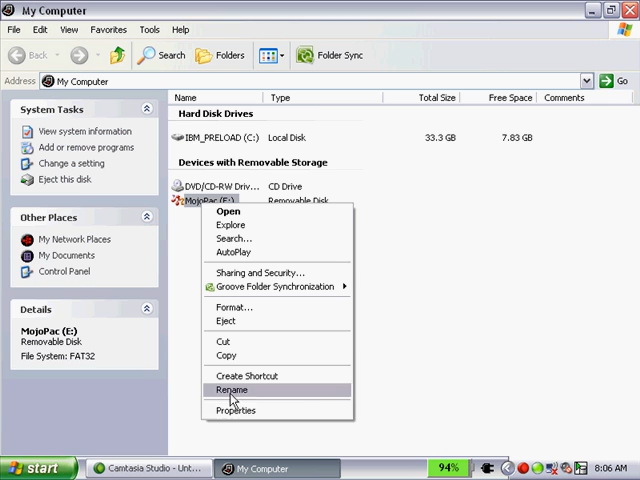 My Computer
File Edit View Favorites Tools Help
Back Search Folders Folder Sync
Address My Computer Go
System Tasks
View system information
Add or remove programs
Change a setting
Eject this disk
Other Places
My Network Places
My Documents
Control Panel
Details
MojoPac (E:)
Removable Disk
File System: FAT32
Name Type Total Size Free Space Comments
Hard Disk Drives
IBM_PRELOAD (C:) Local Disk 33.3 GB 7.83 GB
Devices with Removable Storage
DVD/CD-RW Driv... CD Drive
MojoPac (E:) Removable Disk
Open
Explore
Search...
AutoPlay
Sharing and Security...
Groove Folder Synchronization
Format...
Eject
Cut
Copy
Create Shortcut
Rename
Properties
start Camtasia Studio - Unt... My Computer 94% 8:06 AM